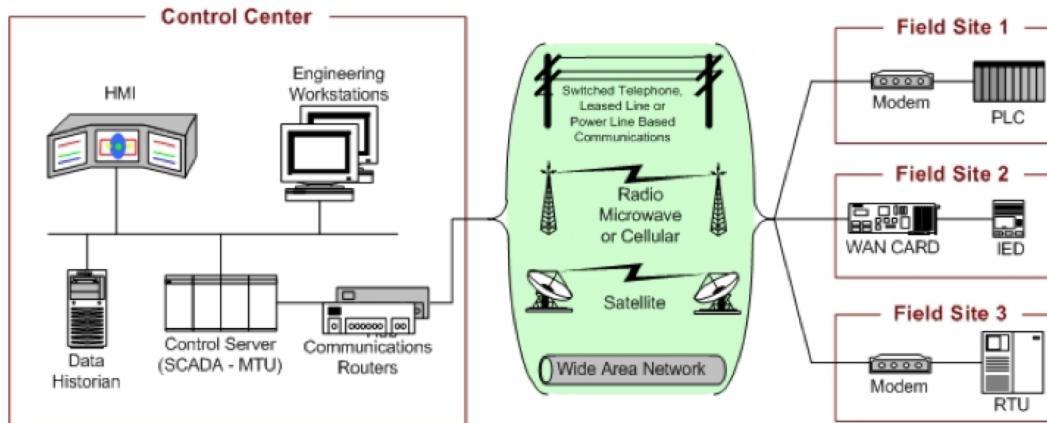 Control Center
HMI
Engineering
Workstations
Data
Historian
Control Server
(SCADA - MTU)
Communications
Routers
Switched Telephone,
Leased Line or
Power Line Based
Communications
Radio
Microwave
or Cellular
Satellite
Wide Area Network
Field Site 1
Modem
PLC
Field Site 2
WAN CARD
IED
Field Site 3
Modem
RTU